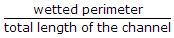 wetted perimeter
total length of the channel